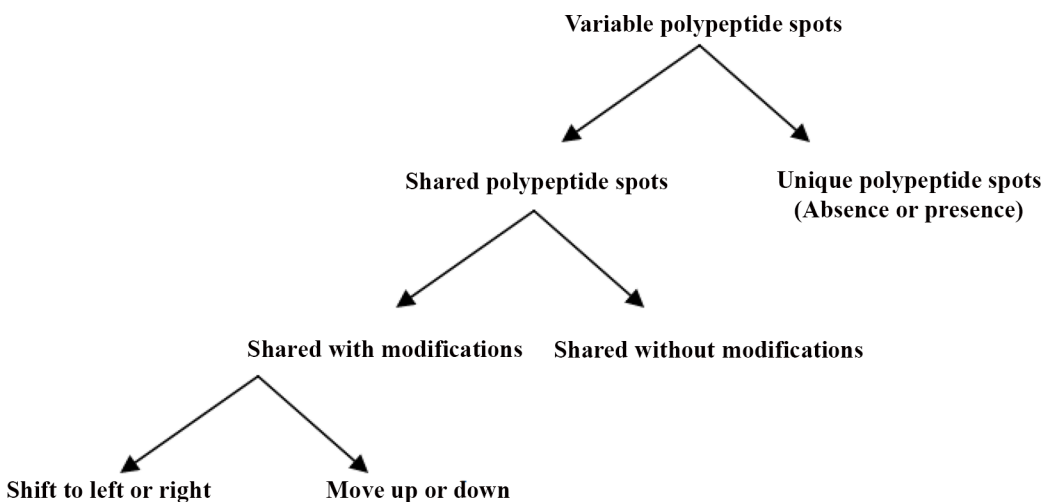 Variable polypeptide spots
Shared polypeptide spots
Unique polypeptide spots
(Absence or presence)
Shared with modifications
Shared without modifications
Shift to left or right
Move up or down